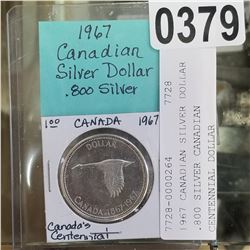 1967
Canadian
Silver Dollar
.800 Silver
0379
1.00 CANADA 1967
DOLLAR
CANADA 1867-1967
Canada's
Centennial
7728-0000264 7728
1967 CANADIAN SILVER DOLLAR
.800 SILVER CANADIAN
CENTENNIAL DOLLAR